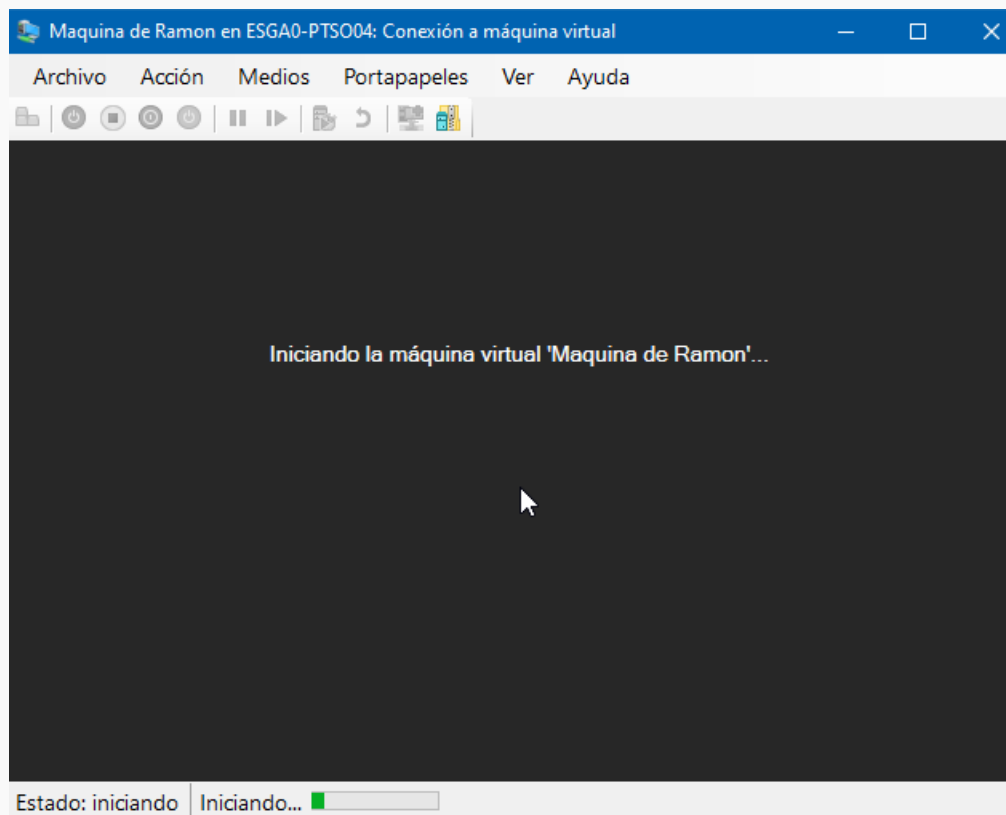 Maquina de Ramon en ESGA0-PTSO04: Conexión a máquina virtual
Archivo Acción Medios Portapapeles Ver Ayuda
Iniciando la máquina virtual 'Maquina de Ramon'...
Estado: iniciando Iniciando...